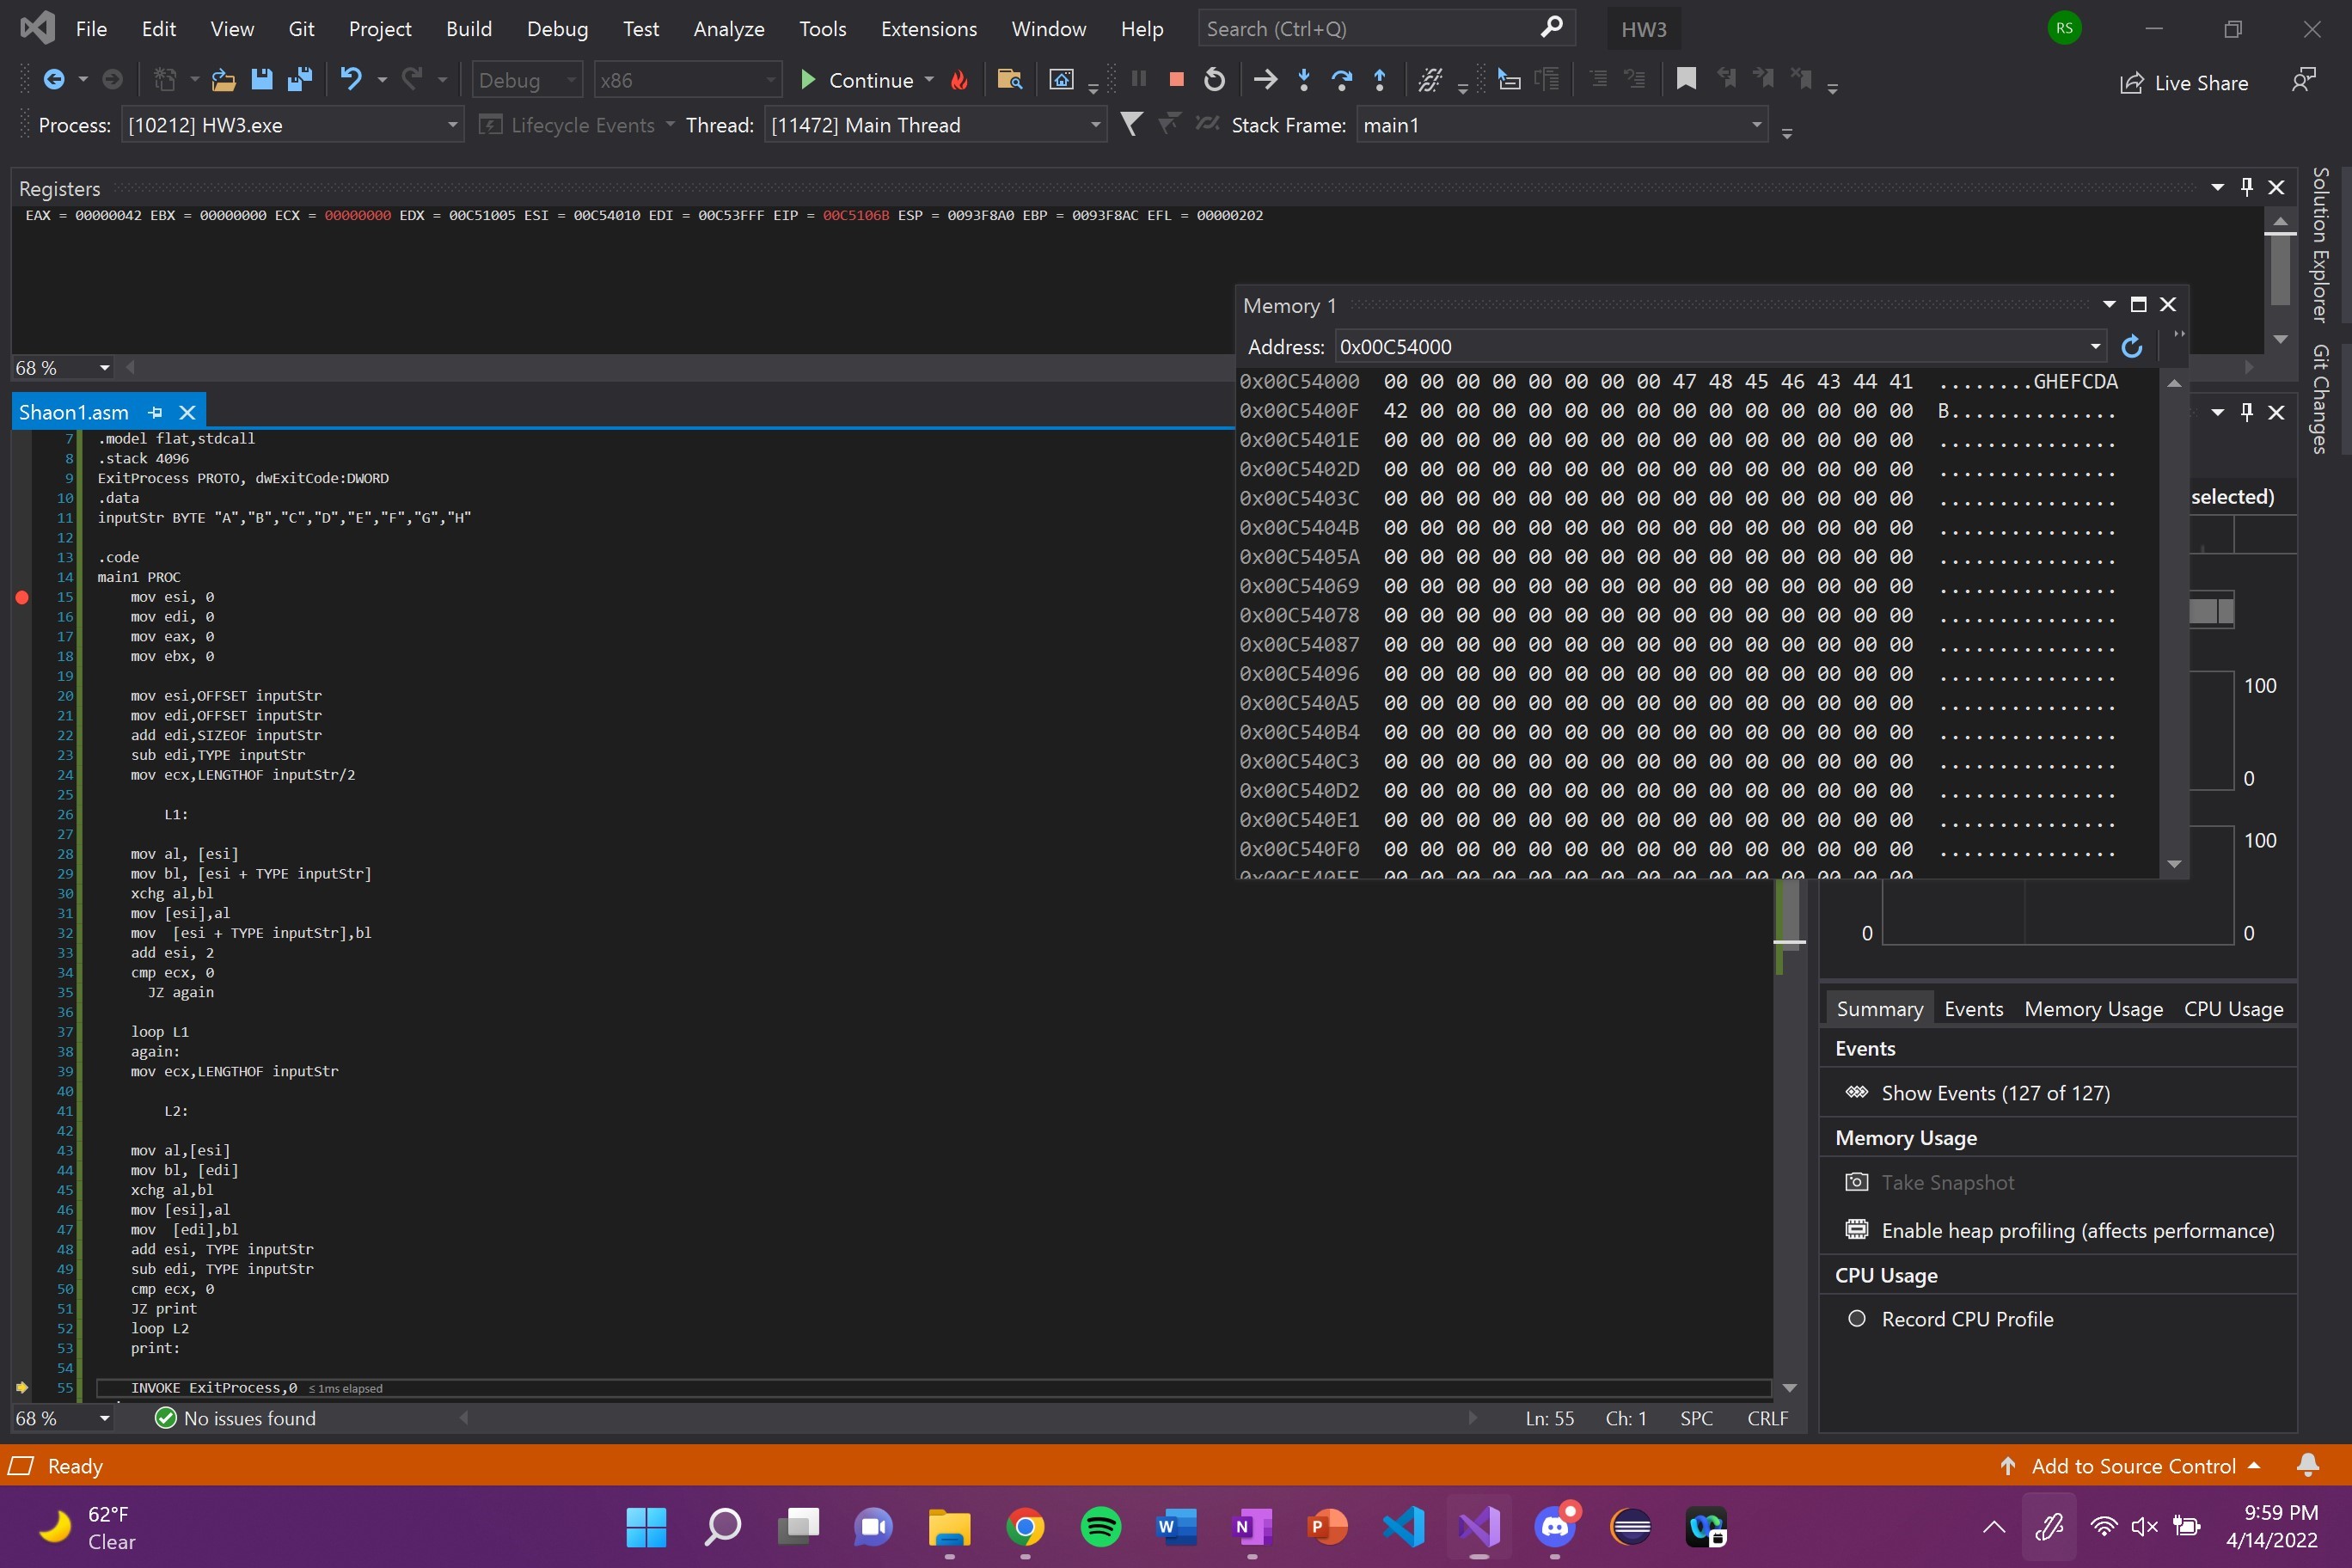 File Edit View Git Project Build Debug Test Analyze Tools Extensions Window Help Search (Ctrl+Q) HW3 RS
Debug x86 Continue Live Share
Process: [10212] HW3.exe Lifecycle Events Thread: [11472] Main Thread Stack Frame: main1
Registers
EAX = 00000042 EBX = 00000000 ECX = 00000000 EDX = 00C51005 ESI = 00C54010 EDI = 00C53FFF EIP = 00C5106B ESP = 0093F8A0 EBP = 0093F8AC EFL = 00000202
68 %
Solution Explorer
Git Changes
Memory 1
Address: 0x00C54000
0x00C54000 00 00 00 00 00 00 00 00 47 48 45 46 43 44 41 ........GHEFCDA
0x00C5400F 42 00 00 00 00 00 00 00 00 00 00 00 00 00 00 B..............
0x00C5401E 00 00 00 00 00 00 00 00 00 00 00 00 00 00 00 ...............
0x00C5402D 00 00 00 00 00 00 00 00 00 00 00 00 00 00 00 ...............
0x00C5403C 00 00 00 00 00 00 00 00 00 00 00 00 00 00 00 ...............
0x00C5404B 00 00 00 00 00 00 00 00 00 00 00 00 00 00 00 ...............
0x00C5405A 00 00 00 00 00 00 00 00 00 00 00 00 00 00 00 ...............
0x00C54069 00 00 00 00 00 00 00 00 00 00 00 00 00 00 00 ...............
0x00C54078 00 00 00 00 00 00 00 00 00 00 00 00 00 00 00 ...............
0x00C54087 00 00 00 00 00 00 00 00 00 00 00 00 00 00 00 ...............
0x00C54096 00 00 00 00 00 00 00 00 00 00 00 00 00 00 00 ...............
0x00C540A5 00 00 00 00 00 00 00 00 00 00 00 00 00 00 00 ...............
0x00C540B4 00 00 00 00 00 00 00 00 00 00 00 00 00 00 00 ...............
0x00C540C3 00 00 00 00 00 00 00 00 00 00 00 00 00 00 00 ...............
0x00C540D2 00 00 00 00 00 00 00 00 00 00 00 00 00 00 00 ...............
0x00C540E1 00 00 00 00 00 00 00 00 00 00 00 00 00 00 00 ...............
0x00C540F0 00 00 00 00 00 00 00 00 00 00 00 00 00 00 00 ...............
Shaon1.asm
7 .model flat,stdcall
8 .stack 4096
9 ExitProcess PROTO, dwExitCode:DWORD
10 .data
11 inputStr BYTE "A","B","C","D","E","F","G","H"
12
13 .code
14 main1 PROC
15 mov esi, 0
16 mov edi, 0
17 mov eax, 0
18 mov ebx, 0
19
20 mov esi,OFFSET inputStr
21 mov edi,OFFSET inputStr
22 add edi,SIZEOF inputStr
23 sub edi,TYPE inputStr
24 mov ecx,LENGTHOF inputStr/2
25
26 L1:
27
28 mov al, [esi]
29 mov bl, [esi + TYPE inputStr]
30 xchg al,bl
31 mov [esi],al
32 mov  [esi + TYPE inputStr],bl
33 add esi, 2
34 cmp ecx, 0
35 JZ again
36
37 loop L1
38 again:
39 mov ecx,LENGTHOF inputStr
40
41 L2:
42
43 mov al,[esi]
44 mov bl, [edi]
45 xchg al,bl
46 mov [esi],al
47 mov  [edi],bl
48 add esi, TYPE inputStr
49 sub edi, TYPE inputStr
50 cmp ecx, 0
51 JZ print
52 loop L2
53 print:
54
55 INVOKE ExitProcess,0 ≤ 1ms elapsed
68 % No issues found Ln: 55 Ch: 1 SPC CRLF
selected)
100
0
100
0 0
Summary Events Memory Usage CPU Usage
Events
Show Events (127 of 127)
Memory Usage
Take Snapshot
Enable heap profiling (affects performance)
CPU Usage
Record CPU Profile
Ready Add to Source Control
62°F
Clear
9:59 PM
4/14/2022